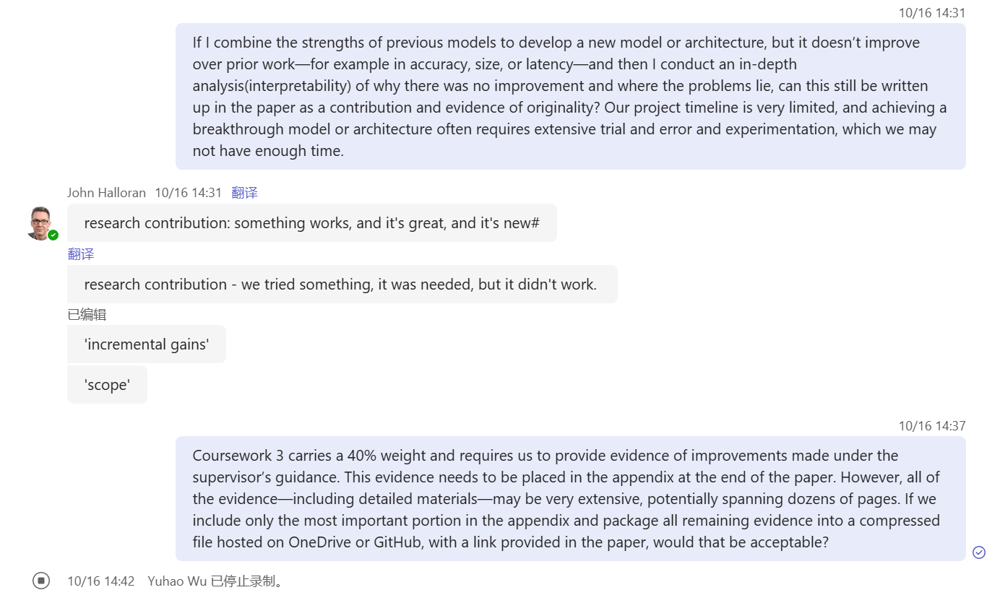 10/16 14:31
If I combine the strengths of previous models to develop a new model or architecture, but it doesn’t improve
over prior work—for example in accuracy, size, or latency—and then I conduct an in-depth
analysis(interpretability) of why there was no improvement and where the problems lie, can this still be written
up in the paper as a contribution and evidence of originality? Our project timeline is very limited, and achieving a
breakthrough model or architecture often requires extensive trial and error and experimentation, which we may
not have enough time.
John Halloran 10/16 14:31 翻译
research contribution: something works, and it's great, and it's new#
翻译
research contribution - we tried something, it was needed, but it didn't work.
已编辑
'incremental gains'
'scope'
10/16 14:37
Coursework 3 carries a 40% weight and requires us to provide evidence of improvements made under the
supervisor’s guidance. This evidence needs to be placed in the appendix at the end of the paper. However, all of
the evidence—including detailed materials—may be very extensive, potentially spanning dozens of pages. If we
include only the most important portion in the appendix and package all remaining evidence into a compressed
file hosted on OneDrive or GitHub, with a link provided in the paper, would that be acceptable?
10/16 14:42 Yuhao Wu 已停止录制。